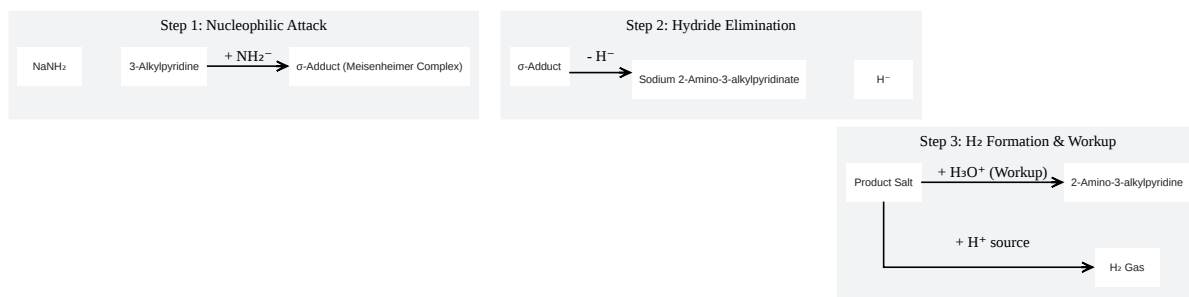 Step 1: Nucleophilic Attack
NaNH₂
3-Alkylpyridine
+ NH₂⁻
σ-Adduct (Meisenheimer Complex)
Step 2: Hydride Elimination
σ-Adduct
- H⁻
Sodium 2-Amino-3-alkylpyridinate
H⁻
Step 3: H₂ Formation & Workup
Product Salt
+ H₃O⁺ (Workup)
2-Amino-3-alkylpyridine
+ H⁺ source
H₂ Gas